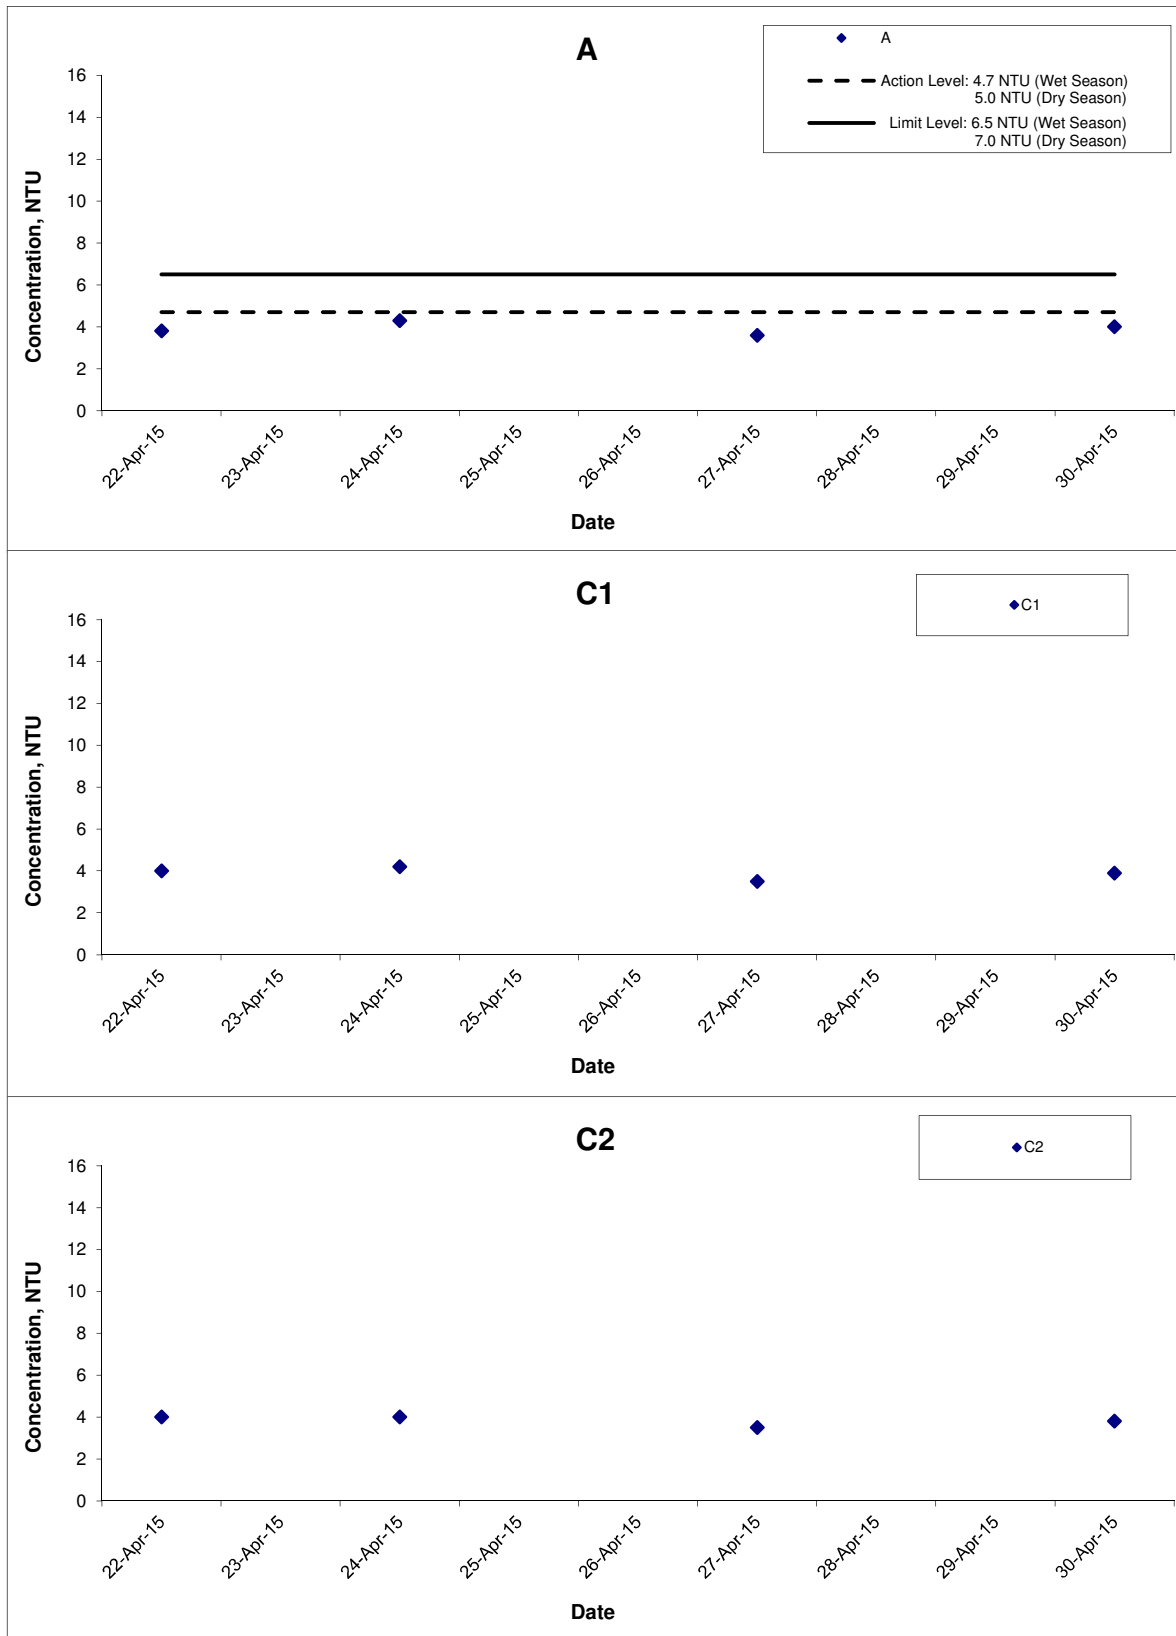 A
A
Action Level: 4.7 NTU (Wet Season)
5.0 NTU (Dry Season)
Limit Level: 6.5 NTU (Wet Season)
7.0 NTU (Dry Season)
Concentration, NTU
16
14
12
10
8
6
4
2
0
22-Apr-15
23-Apr-15
24-Apr-15
25-Apr-15
26-Apr-15
27-Apr-15
28-Apr-15
29-Apr-15
30-Apr-15
Date
C1
C1
Concentration, NTU
16
14
12
10
8
6
4
2
0
22-Apr-15
23-Apr-15
24-Apr-15
25-Apr-15
26-Apr-15
27-Apr-15
28-Apr-15
29-Apr-15
30-Apr-15
Date
C2
C2
Concentration, NTU
16
14
12
10
8
6
4
2
0
22-Apr-15
23-Apr-15
24-Apr-15
25-Apr-15
26-Apr-15
27-Apr-15
28-Apr-15
29-Apr-15
30-Apr-15
Date